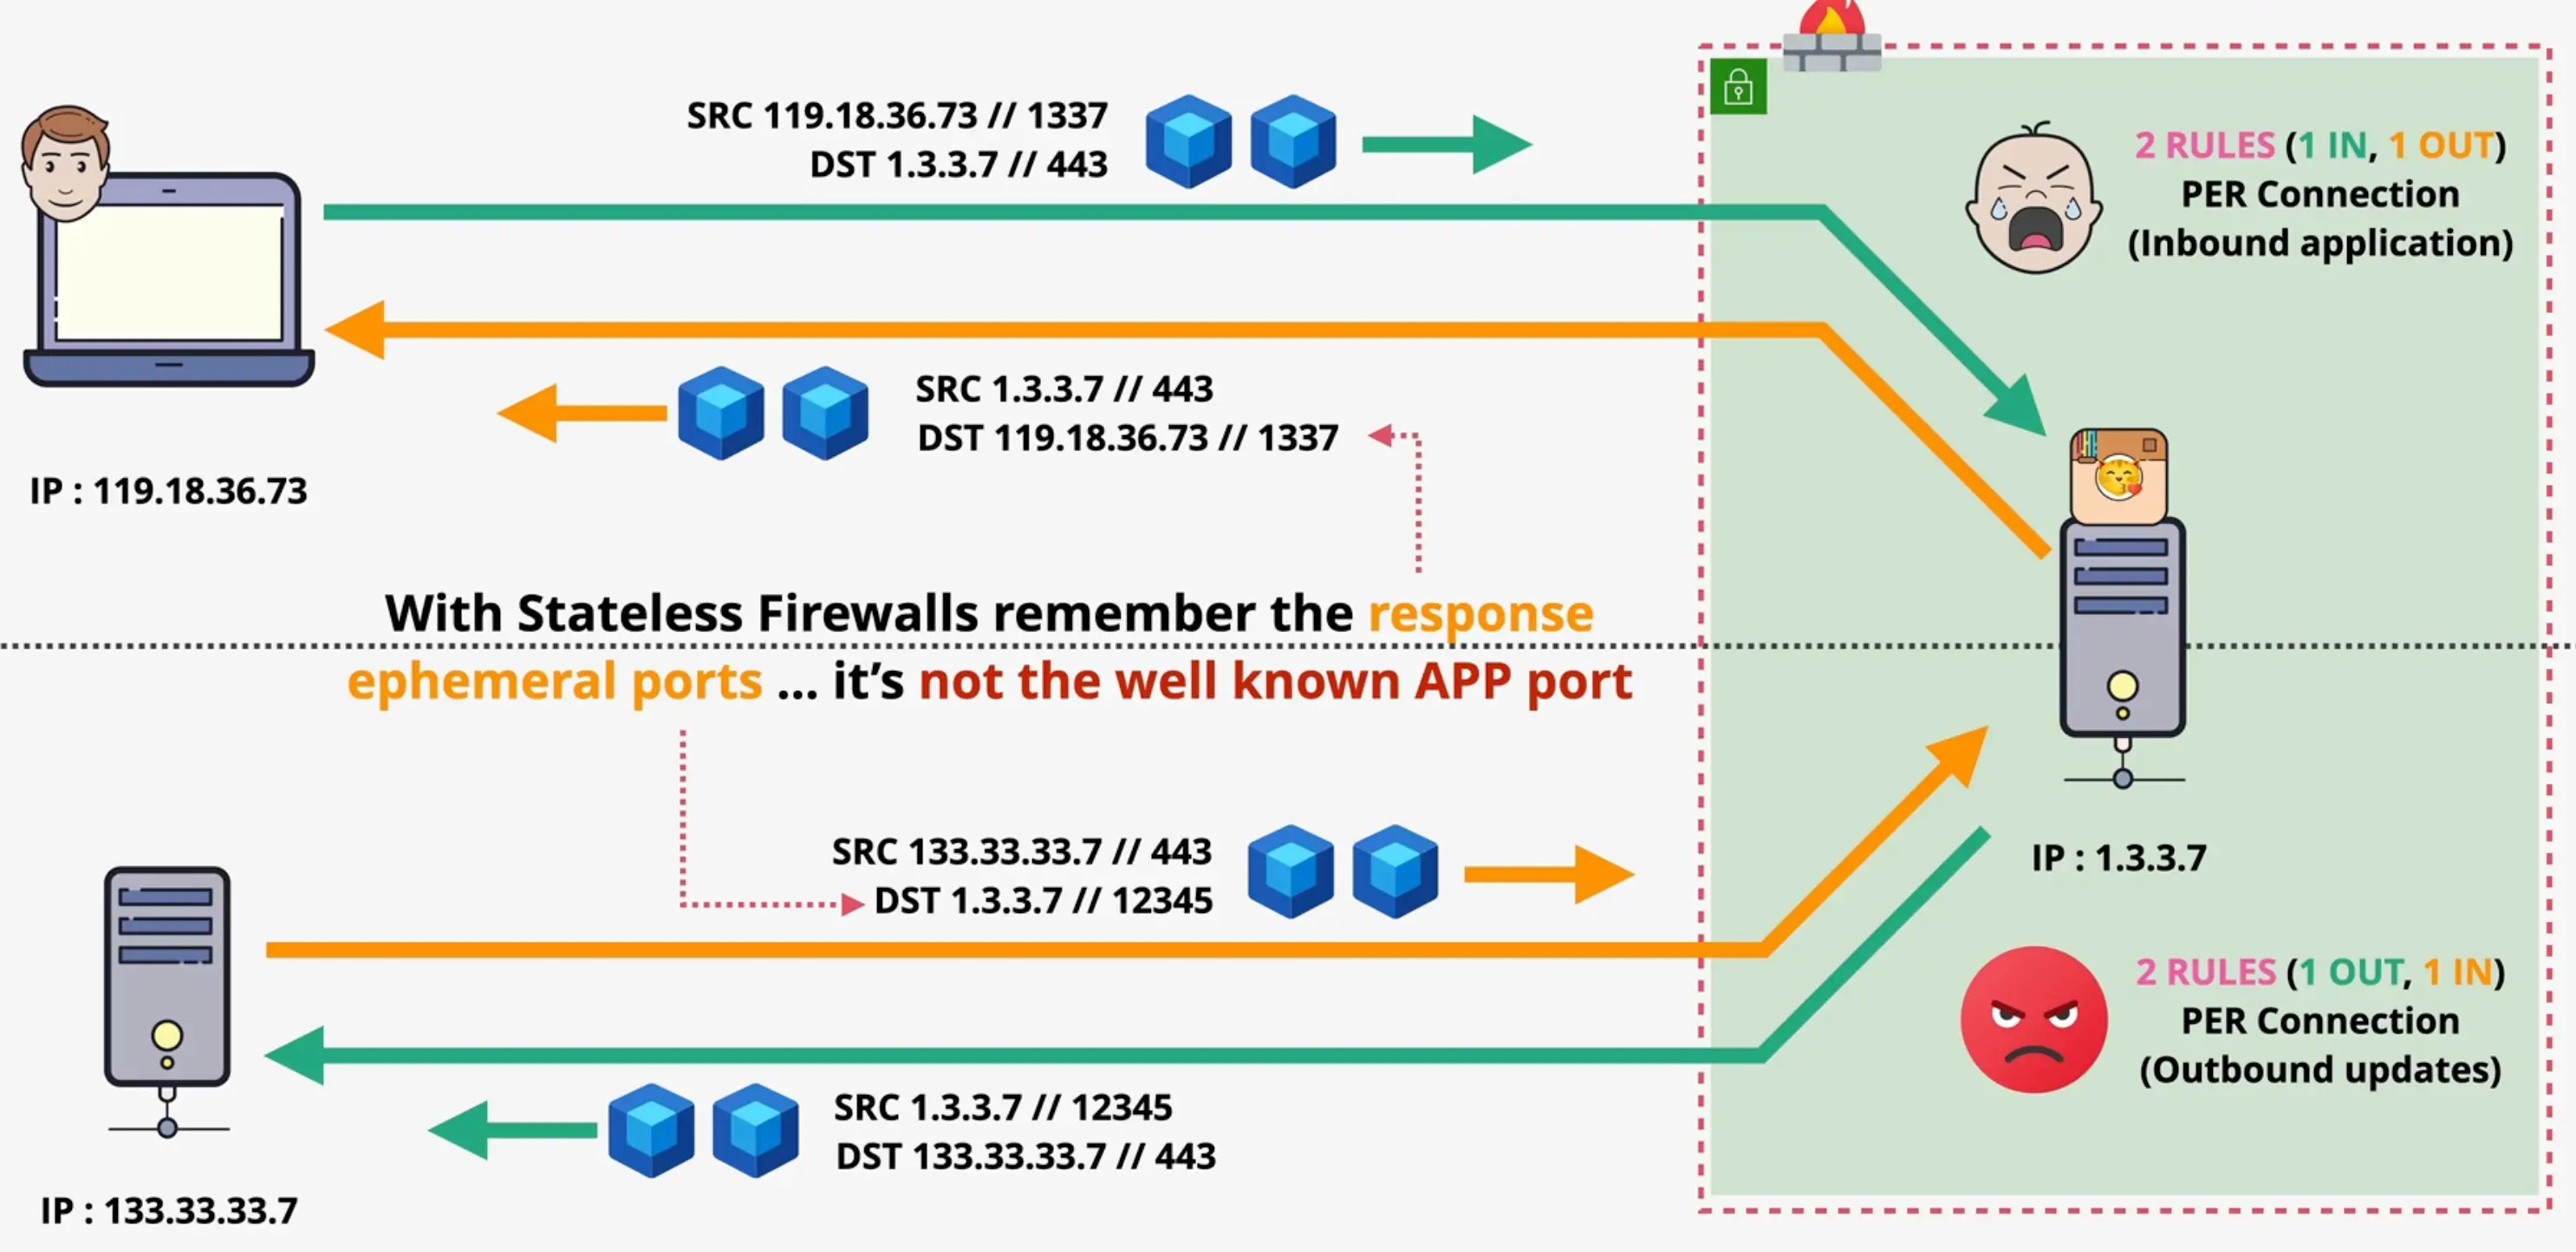 SRC 119.18.36.73 // 1337
DST 1.3.3.7 // 443
2 RULES (1 IN, 1 OUT)
PER Connection
(Inbound application)
SRC 1.3.3.7 // 443
DST 119.18.36.73 // 1337
IP : 119.18.36.73
With Stateless Firewalls remember the response
ephemeral ports ... it's not the well known APP port
SRC 133.33.33.7 // 443
DST 1.3.3.7 // 12345
IP : 1.3.3.7
2 RULES (1 OUT, 1 IN)
PER Connection
(Outbound updates)
SRC 1.3.3.7 // 12345
DST 133.33.33.7 // 443
IP : 133.33.33.7